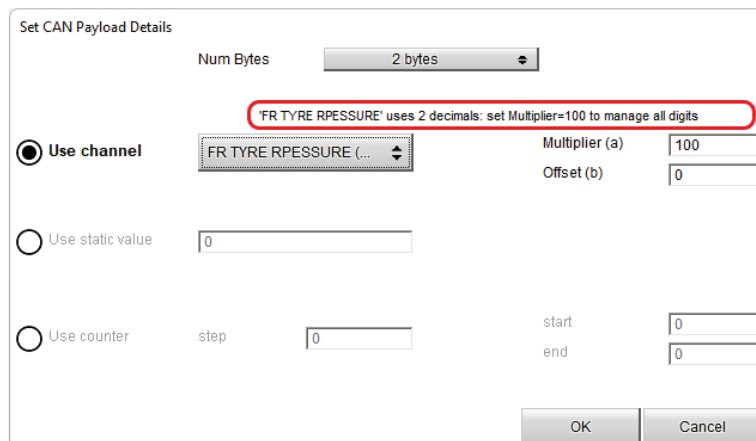 Set CAN Payload Details
Num Bytes 2 bytes
'FR TYRE RPESSURE' uses 2 decimals: set Multiplier=100 to manage all digits
Use channel FR TYRE RPESSURE (... Multiplier (a) 100
Offset (b) 0
Use static value 0
Use counter step 0 start 0
end 0
OK Cancel